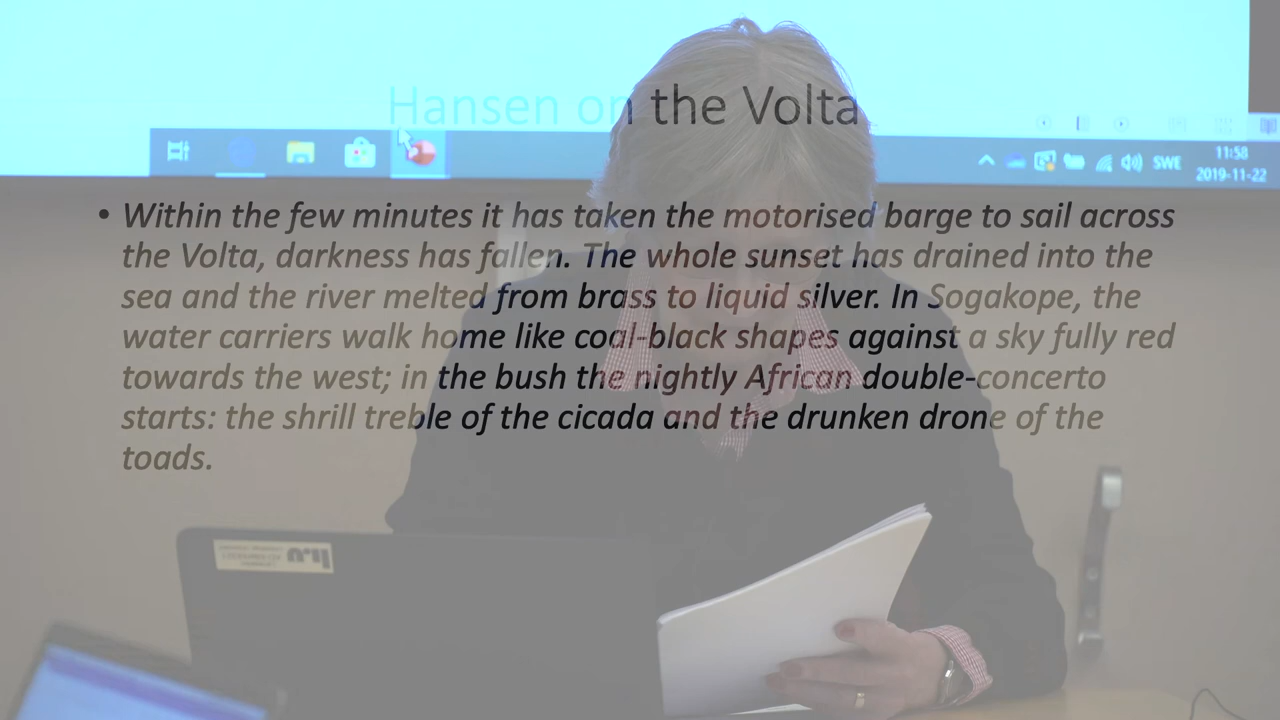 Hansen on the Volta
11:58
SWE
2019-11-22
• Within the few minutes it has taken the motorised barge to sail across
the Volta, darkness has fallen. The whole sunset has drained into the
sea and the river melted from brass to liquid silver. In Sogakope, the
water carriers walk home like coal-black shapes against a sky fully red
towards the west; in the bush the nightly African double-concerto
starts: the shrill treble of the cicada and the drunken drone of the
toads.